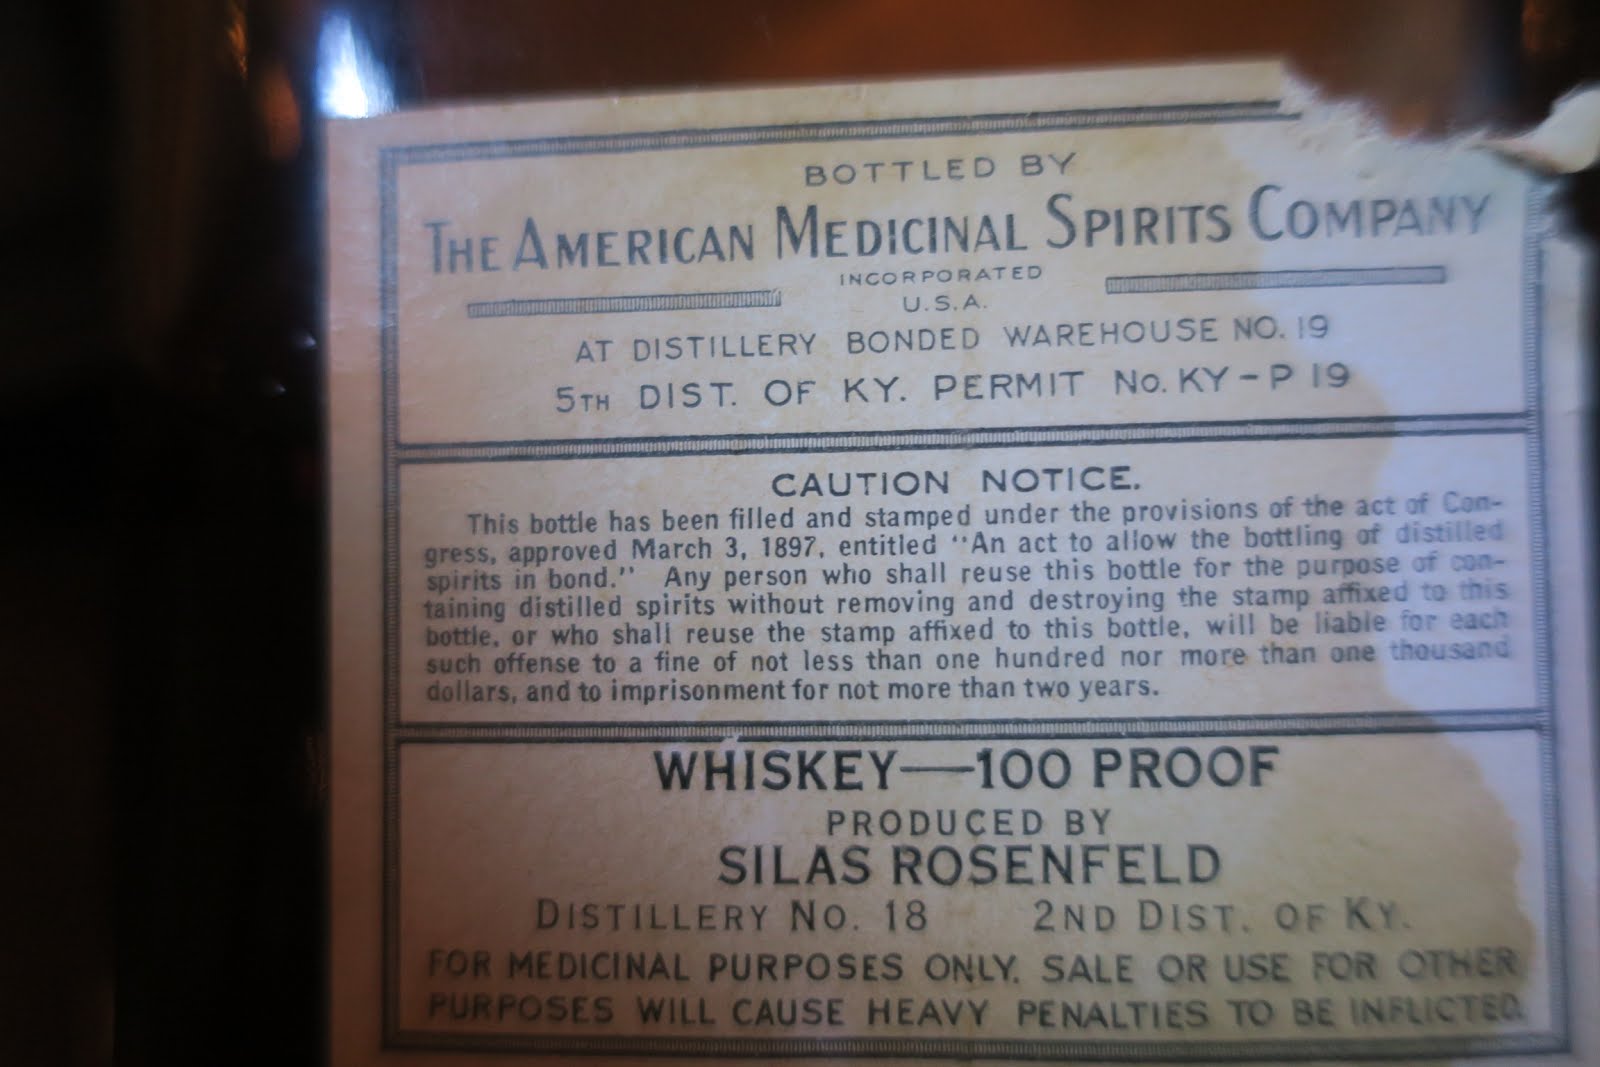 BOTTLED BY
THE AMERICAN MEDICINAL SPIRITS COMPANY
INCORPORATED
U.S.A.
AT DISTILLERY BONDED WAREHOUSE NO. 19
5TH DIST. OF KY. PERMIT No. KY-P 19
CAUTION NOTICE.
This bottle has been filled and stamped under the provisions of the act of Con-
gress, approved March 3, 1897, entitled "An act to allow the bottling of distilled
spirits in bond." Any person who shall reuse this bottle for the purpose of con-
taining distilled spirits without removing and destroying the stamp affixed to this
bottle, or who shall reuse the stamp affixed to this bottle, will be liable for each
such offense to a fine of not less than one hundred nor more than one thousand
dollars, and to imprisonment for not more than two years.
WHISKEY—100 PROOF
PRODUCED BY
SILAS ROSENFELD
DISTILLERY NO. 18 2ND DIST. OF KY.
FOR MEDICINAL PURPOSES ONLY. SALE OR USE FOR OTHER
PURPOSES WILL CAUSE HEAVY PENALTIES TO BE INFLICTED.